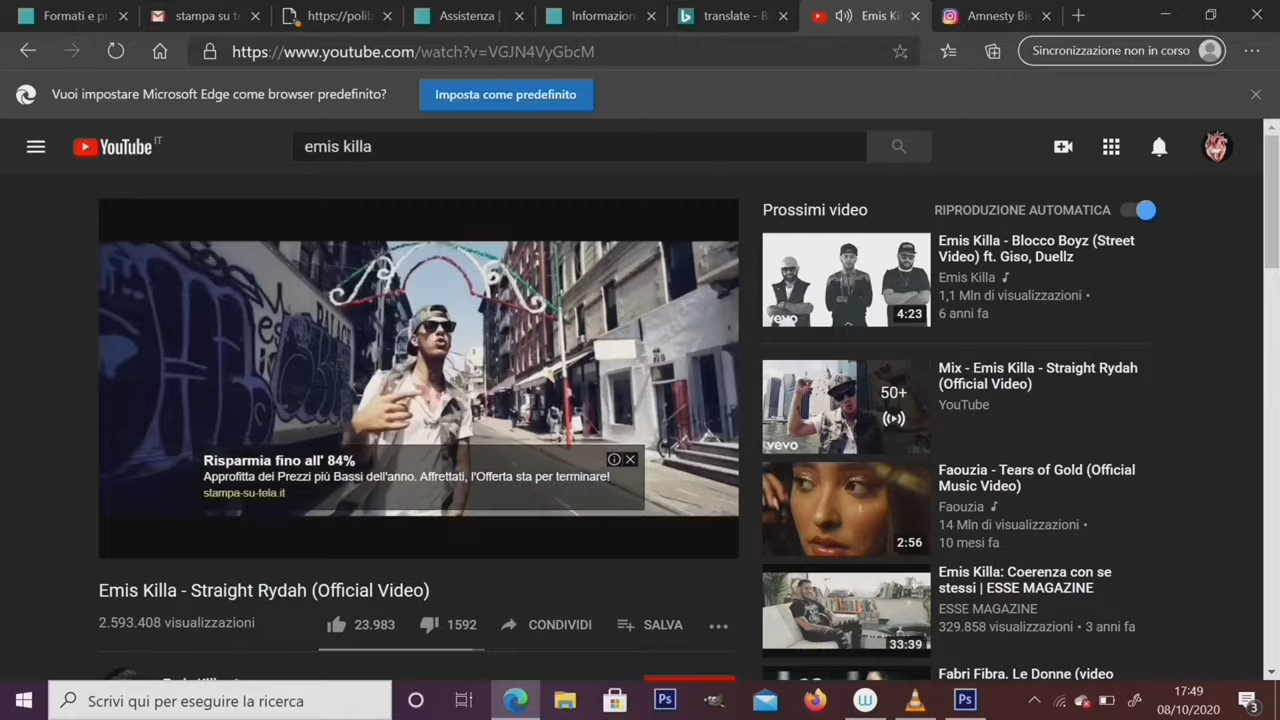 Formati e p
stampa su t
https://polib
Assistenza |
Informazion
translate - B
Emis Kil
Amnesty Bis
https://www.youtube.com/watch?v=VGJN4VyGbcM
Sincronizzazione non in corso
Vuoi impostare Microsoft Edge come browser predefinito?
Imposta come predefinito
YouTube IT
emis killa
Prossimi video
RIPRODUZIONE AUTOMATICA
Risparmia fino all' 84%
Approfitta dei Prezzi più Bassi dell'anno. Affrettati, l'Offerta sta per terminare!
stampa-su-tela.it
Emis Killa - Straight Rydah (Official Video)
2.593.408 visualizzazioni
23.983
1592
CONDIVIDI
SALVA
vevo
4:23
Emis Killa - Blocco Boyz (Street
Video) ft. Giso, Duellz
Emis Killa
1,1 Mln di visualizzazioni •
6 anni fa
50+
vevo
Mix - Emis Killa - Straight Rydah
(Official Video)
YouTube
2:56
Faouzia - Tears of Gold (Official
Music Video)
Faouzia
14 Mln di visualizzazioni •
10 mesi fa
33:39
Emis Killa: Coerenza con se
stessi | ESSE MAGAZINE
ESSE MAGAZINE
329.858 visualizzazioni • 3 anni fa
Fabri Fibra, Le Donne (video
Scrivi qui per eseguire la ricerca
Ps
Ps
17:49
08/10/2020
3